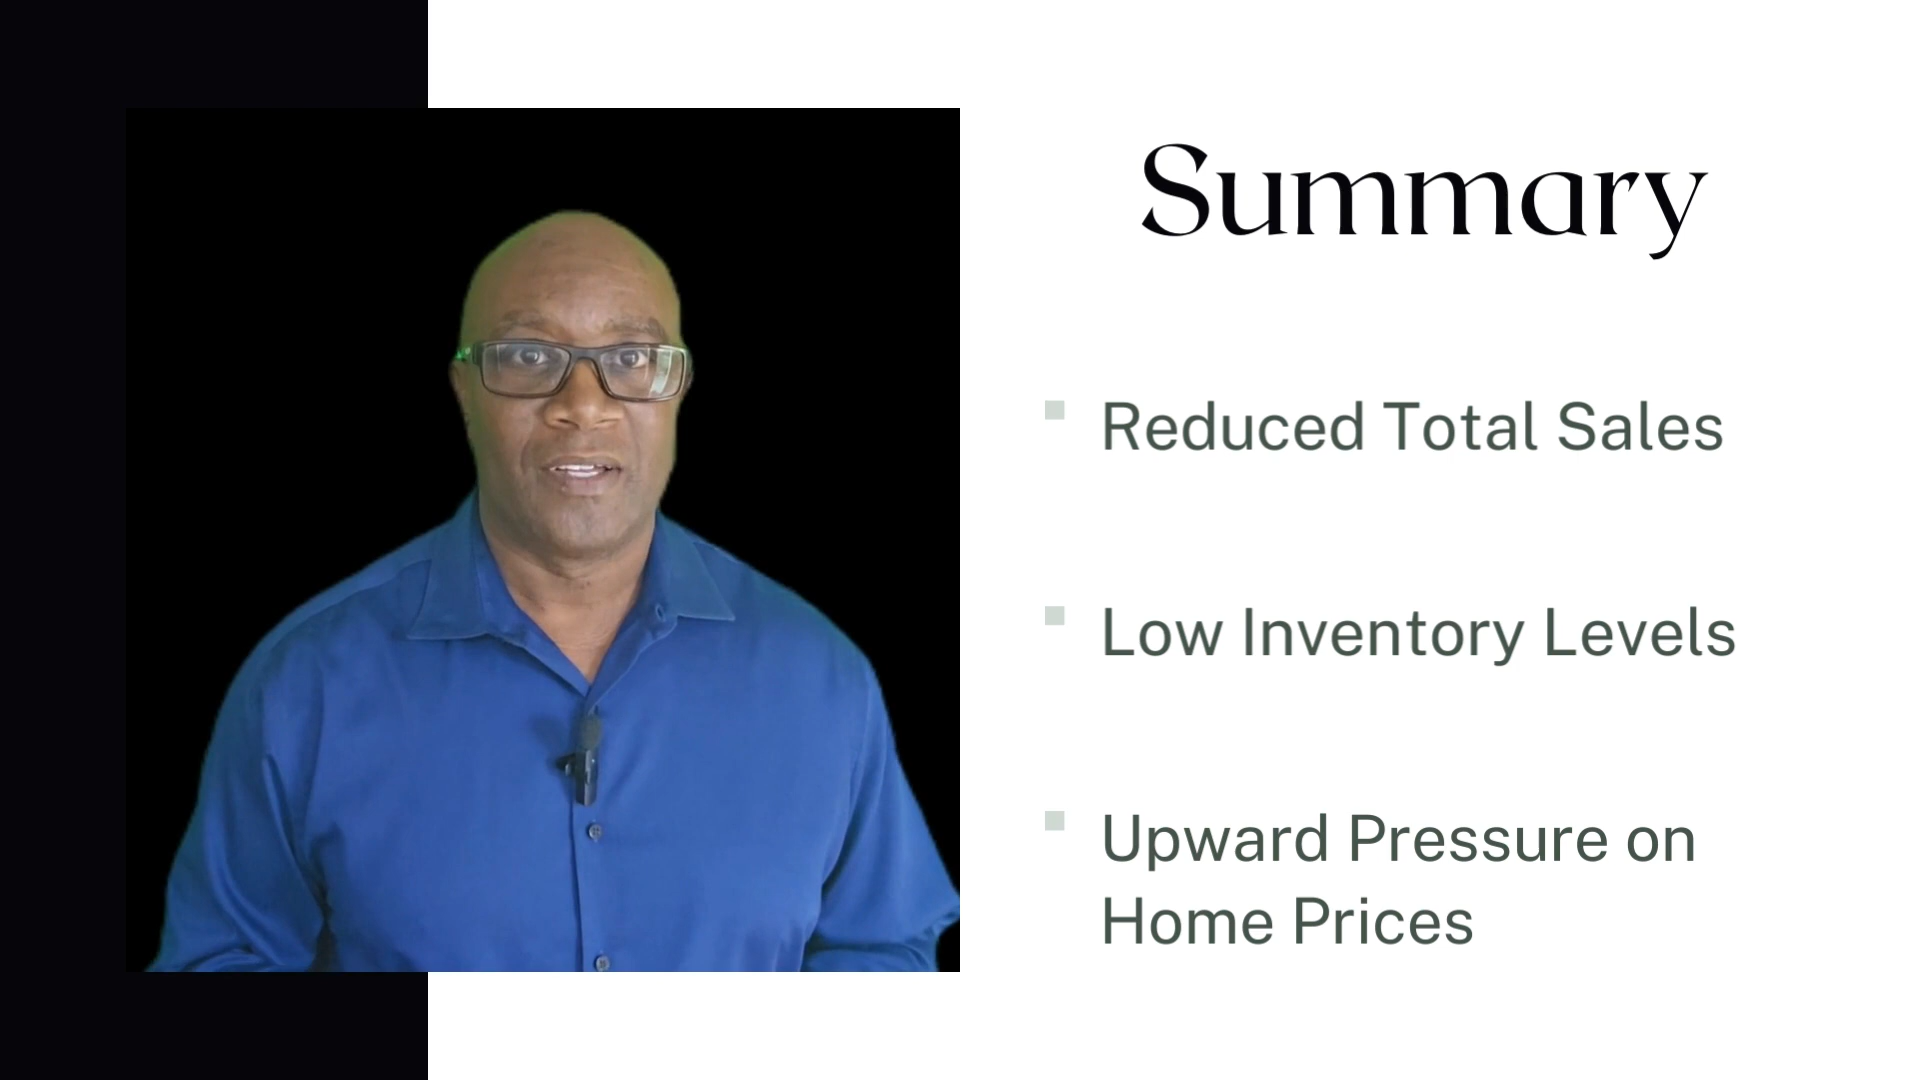 Summary
Reduced Total Sales
Low Inventory Levels
Upward Pressure on
Home Prices